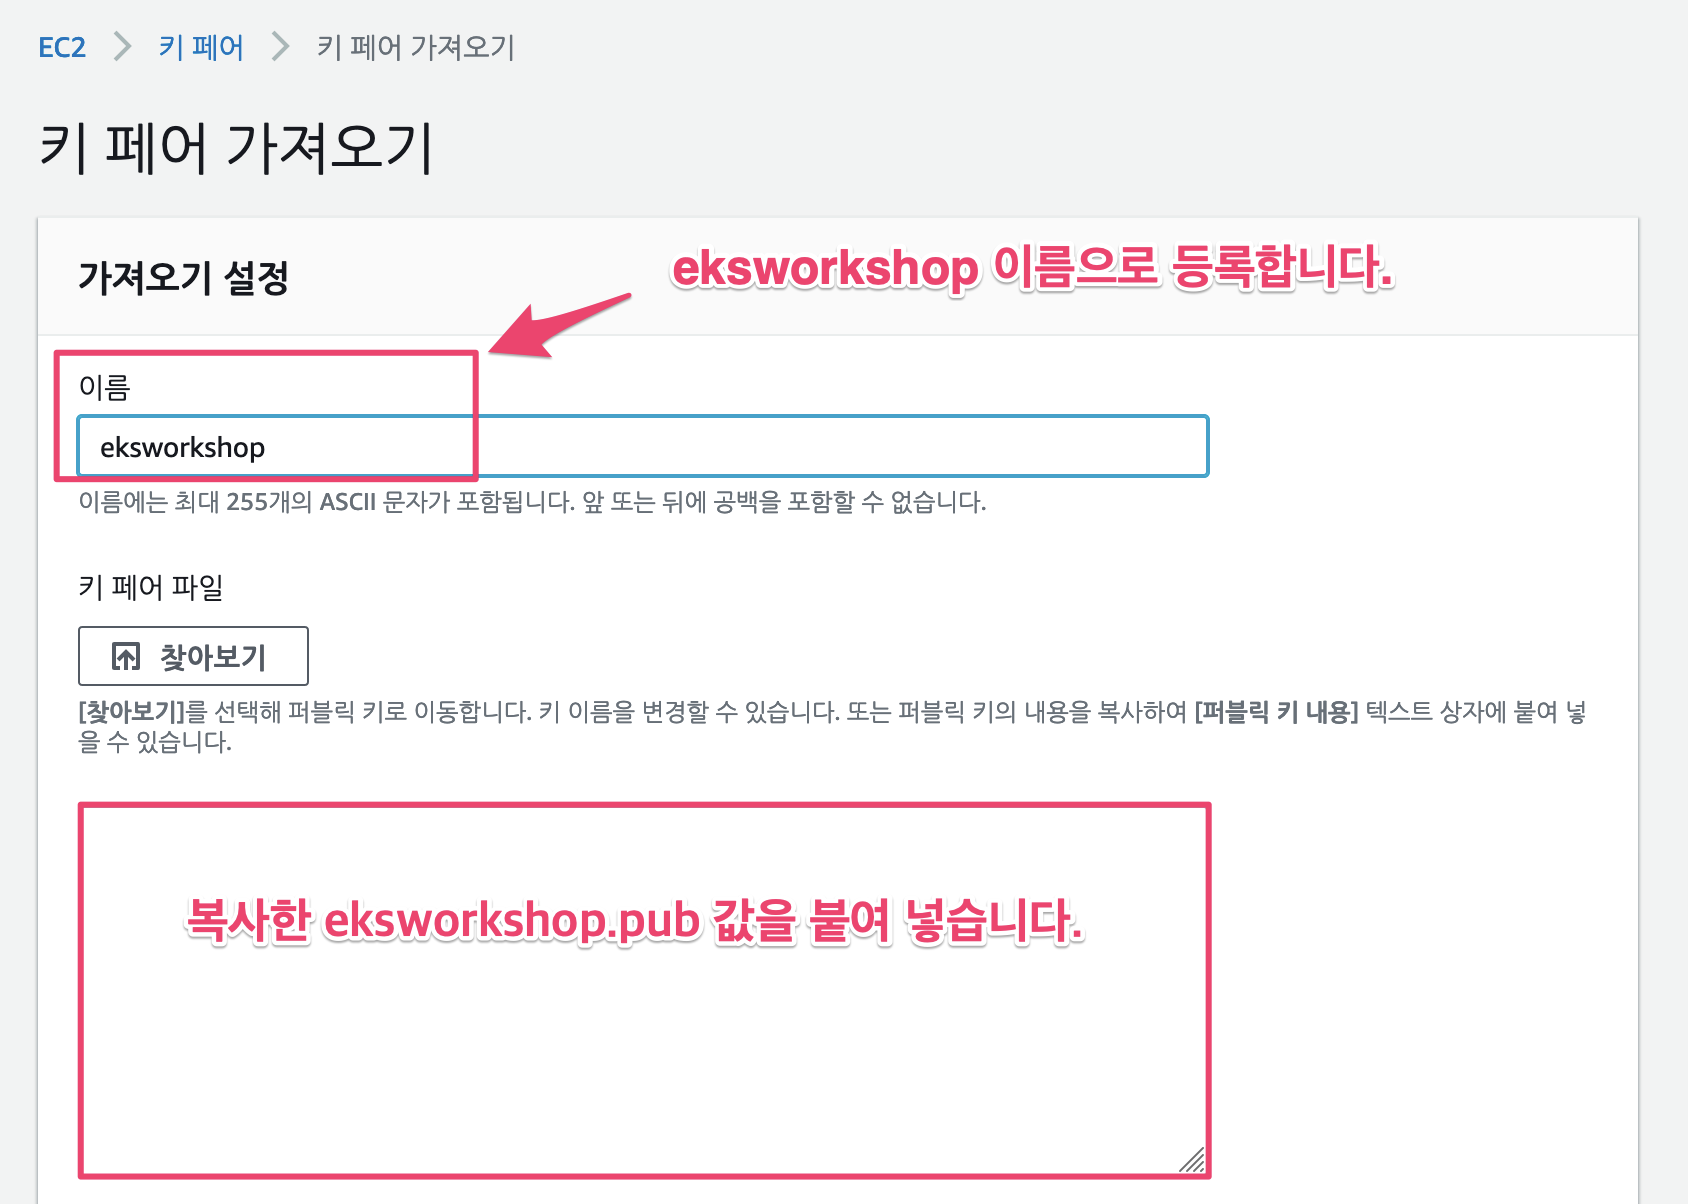 EC2 키 페어 키 페어 가져오기
키 페어 가져오기
가져오기 설정
eksworkshop 이름으로 등록합니다.
이름
eksworkshop
이름에는 최대 255개의 ASCII 문자가 포함됩니다. 앞 또는 뒤에 공백을 포함할 수 없습니다.
키 페어 파일
찾아보기
[찾아보기]를 선택해 퍼블릭 키로 이동합니다. 키 이름을 변경할 수 있습니다. 또는 퍼블릭 키의 내용을 복사하여 [퍼블릭 키 내용] 텍스트 상자에 붙여 넣
을 수 있습니다.
복사한 eksworkshop.pub 값을 붙여 넣습니다.